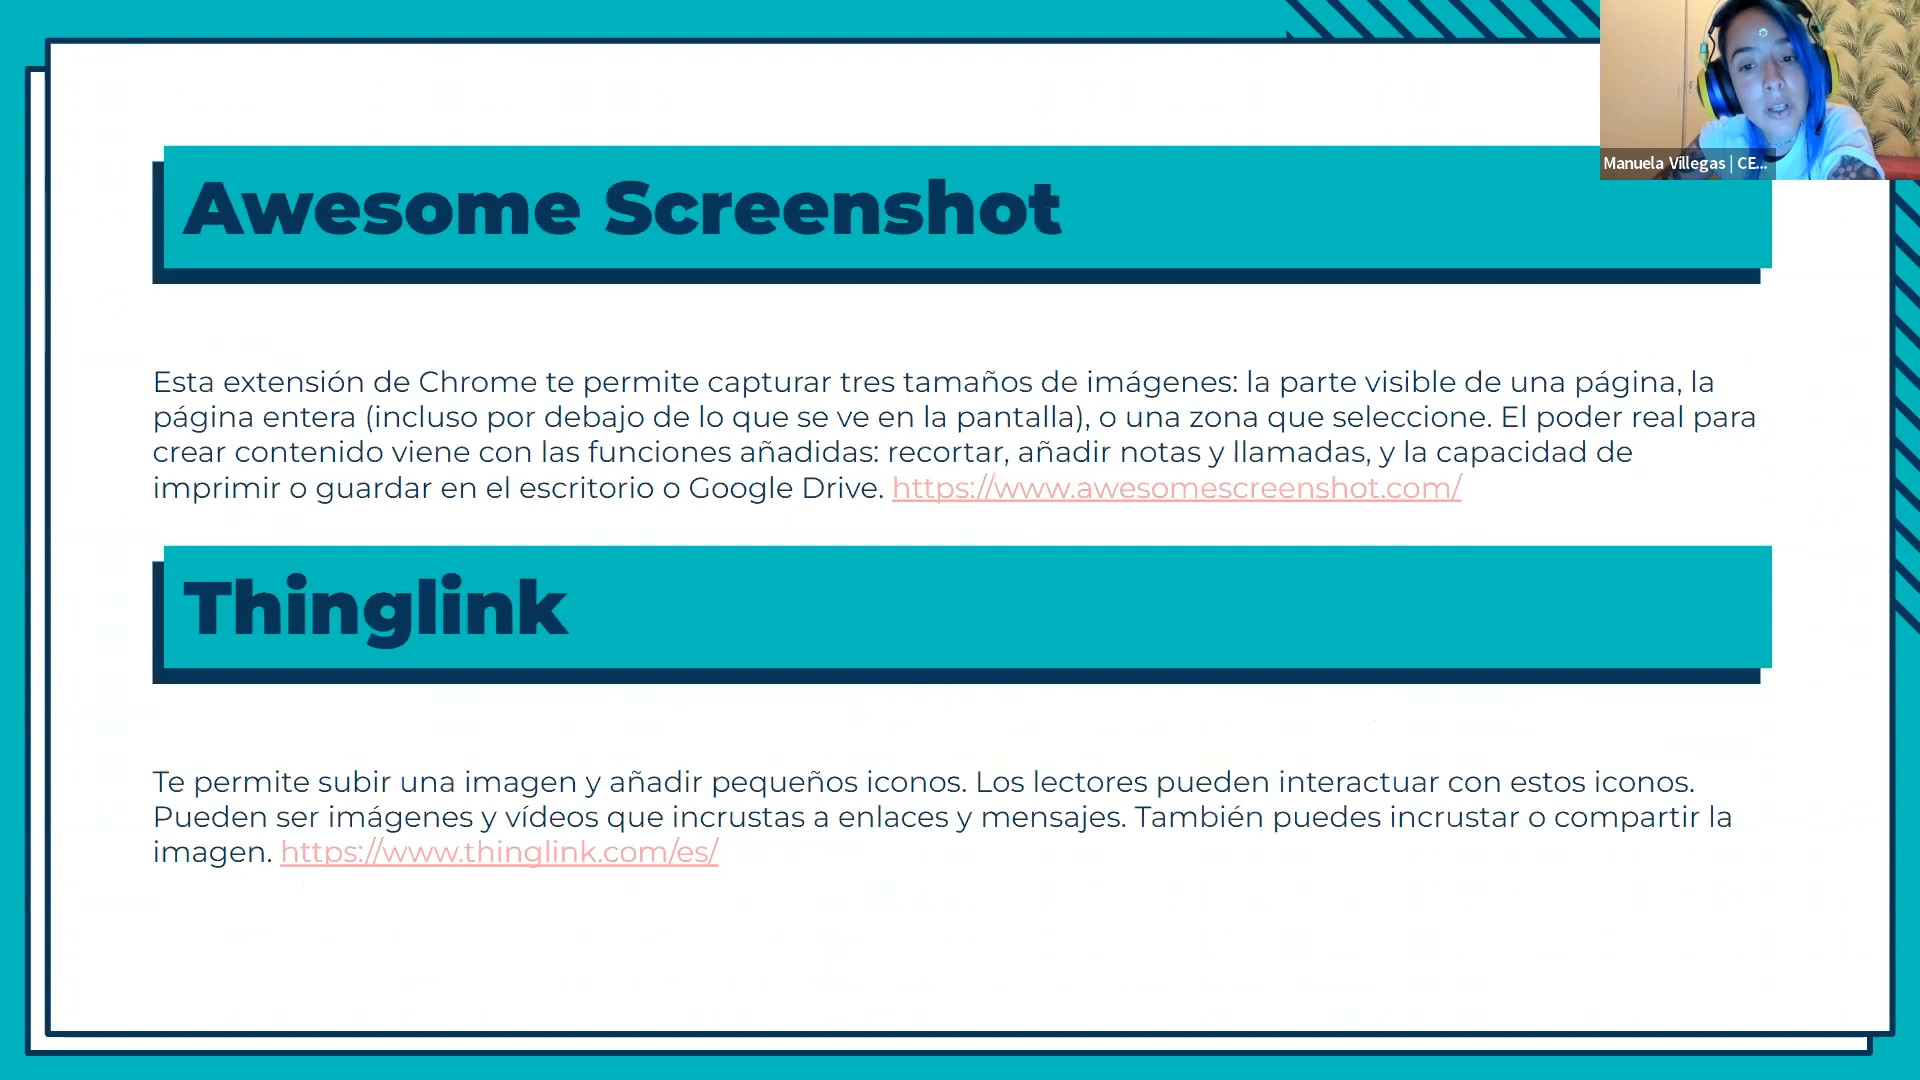 Manuela Villegas | CE...
Awesome Screenshot
Esta extensión de Chrome te permite capturar tres tamaños de imágenes: la parte visible de una página, la
página entera (incluso por debajo de lo que se ve en la pantalla), o una zona que seleccione. El poder real para
crear contenido viene con las funciones añadidas: recortar, añadir notas y llamadas, y la capacidad de
imprimir o guardar en el escritorio o Google Drive. https://www.awesomescreenshot.com/
Thinglink
Te permite subir una imagen y añadir pequeños iconos. Los lectores pueden interactuar con estos iconos.
Pueden ser imágenes y vídeos que incrustas a enlaces y mensajes. También puedes incrustar o compartir la
imagen. https://www.thinglink.com/es/